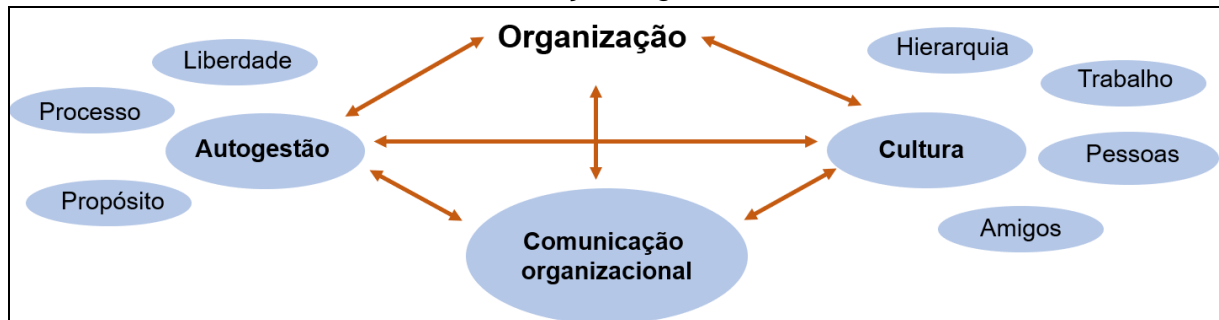 Organização
Hierarquia
Liberdade
Trabalho
Processo
Autogestão
Cultura
Pessoas
Propósito
Amigos
Comunicação
organizacional